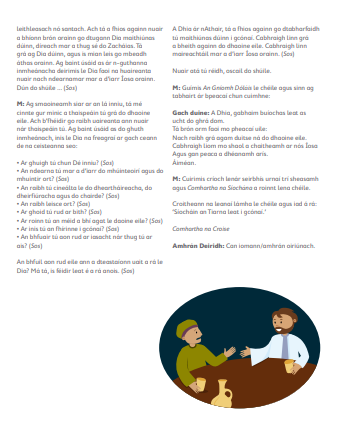 leithleasach ná santach. Ach tá a fhios againn nuair
a bhíonn brón orainn go dtugann Dia maithiúnas
dúinn, díreach mar a thug sé do Zacháias. Tá
grá ag Dia dúinn, agus is mean leis go mbeadh
áthas orainn. Ag baint úsáid as ár n-guthanna
inmheánacha deirimis le Dia faoi na huaireanta
nuair nach ndearnamar mar a d'iarr Íosa orainn.
Dún do shúile ... (Sos)
M: Ag smaoineamh siar ar an lá inniu, tá mé
cinnte gur minic a thaispeáin tú grá do dhaoine
eile. Ach b'fhéidir go raibh uaireanta ann nuair
nár thaispeáin tú. Ag baint úsáid as do ghuth
inmheánach, inis le Dia na freagraí ar gach ceann
de na ceisteanna seo:
• Ar ghuigh tú chun Dé inniu? (Sos)
• An ndearna tú mar a d'iarr do mhúinteoirí agus do
mhuintir ort? (Sos)
• An raibh tú cineálta le do dheartháireacha, do
dheirfiúracha agus do chairde? (Sos)
• An raibh leisce ort? (Sos)
• Ar ghoid tú rud ar bith? (Sos)
• Ar roinn tú an méid a bhí agat le daoine eile? (Sos)
• Ar inis tú an fhírinne i gcónaí? (Sos)
• An bhfuair tú aon rud ar iasacht nár thug tú ar
ais? (Sos)
An bhfuil aon rud eile ann a dteastaíonn uait a rá le
Dia? Má tá, is féidir leat é a rá anois. (Sos)
A Dhia ár nAthair, tá a fhios againn go dtabharfaidh
tú maithiúnas dúinn i gcónaí. Cabhraigh linn grá
a bheith againn do dhaoine eile. Cabhraigh linn
maireachtáil mar a d'iarr Íosa orainn. (Sos)
Nuair atá tú réidh, oscail do shúile.
M: Guímis An Gníomh Dóláis le chéile agus sinn ag
tabhairt ár bpeacaí chun cuimhne:
Gach duine: A Dhia, gabhaim buíochas leat as
ucht do ghrá dom.
Tá brón orm faoi mo pheacaí uile:
Nach raibh grá agam duitse ná do dhaoine eile.
Cabhraigh liom mo shaol a chaitheamh ar nós Íosa
Agus gan peaca a dhéanamh arís.
Áiméan.
M: Cuirimis críoch lenár seirbhís urnaí trí sheasamh
agus Comhartha na Síochána a roinnt lena chéile.
Croitheann na leanaí lámha le chéile agus iad á rá:
'Síocháin an Tiarna leat i gcónaí.'
Comhartha na Croise
Amhrán Deiridh: Can iomann/amhrán oiriúnach.